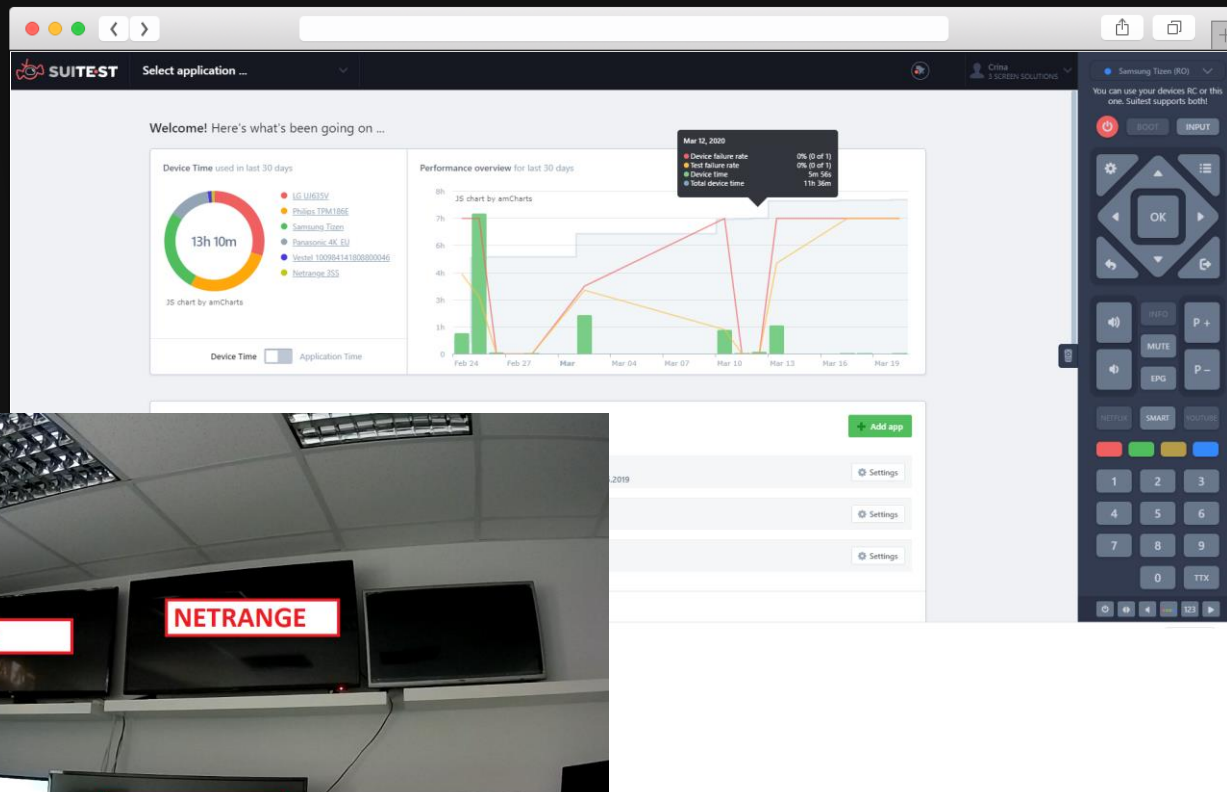 SUITEST
Select application ...
Crina
3 SCREEN SOLUTIONS
Samsung Tizen (RO)
You can use your devices RC or this
one. Suitest supports both!
BOOT
INPUT
Welcome! Here's what's been going on ...
Device Time used in last 30 days
13h 10m
LG UJ635V
Philips TPM186E
Samsung Tizen
Panasonic 4K EU
Vestel 10098414180880046
Netrange 355
JS chart by amCharts
Device Time
Application Time
Performance overview for last 30 days
JS chart by amCharts
8h
7h
6h
4h
3h
1h
0
Feb 24
Feb 27
Mar
Mar 04
Mar 07
Mar 10
Mar 13
Mar 16
Mar 19
Mar 12, 2020
Device failure rate 0% (0 of 1)
Test failure rate 0% (0 of 1)
Device time 5m 56s
Total device time 11h 36m
+ Add app
.2019
Settings
Settings
Settings
NETRANGE
OK
INFO
P +
MUTE
EPG
P –
NETFLIX
SMART
YOUTUBE
1
2
3
4
5
6
7
8
9
0
TTX
123